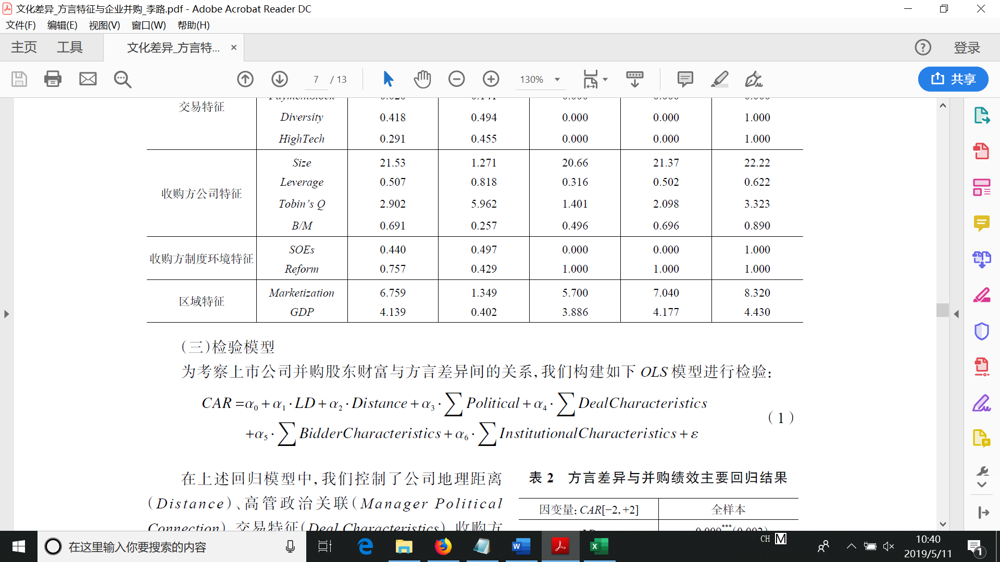 文化差异_方言特征与企业并购_李路.pdf - Adobe Acrobat Reader DC
文件(F) 编辑(E) 视图(V) 窗口(W) 帮助(H)
主页 工具 文化差异_方言特... × 登录
7 / 13 130% 共享
交易特征
Diversity 0.418 0.494 0.000 0.000 1.000
HighTech 0.291 0.455 0.000 0.000 1.000
Size 21.53 1.271 20.66 21.37 22.22
Leverage 0.507 0.818 0.316 0.502 0.622
收购方公司特征
Tobin’s Q 2.902 5.962 1.401 2.098 3.323
B/M 0.691 0.257 0.496 0.696 0.890
SOEs 0.440 0.497 0.000 0.000 1.000
收购方制度环境特征
Reform 0.757 0.429 1.000 1.000 1.000
Marketization 6.759 1.349 5.700 7.040 8.320
区域特征
GDP 4.139 0.402 3.886 4.177 4.430
(三)检验模型
为考察上市公司并购股东财富与方言差异间的关系,我们构建如下 OLS 模型进行检验:
CAR =α0+α1·LD+α2·Distance+α3·∑Political+α4·∑DealCharacteristics
+α5·∑BidderCharacteristics+α6·∑InstitutionalCharacteristics+ε
(1)
在上述回归模型中,我们控制了公司地理距离
(Distance)、高管政治关联(Manager Political
Connection)、交易特征(Deal Characteristics)、收购方
表 2 方言差异与并购绩效主要回归结果
因变量: CAR[−2,+2] 全样本
在这里输入你要搜索的内容
CH M
10:40
2019/5/11
1